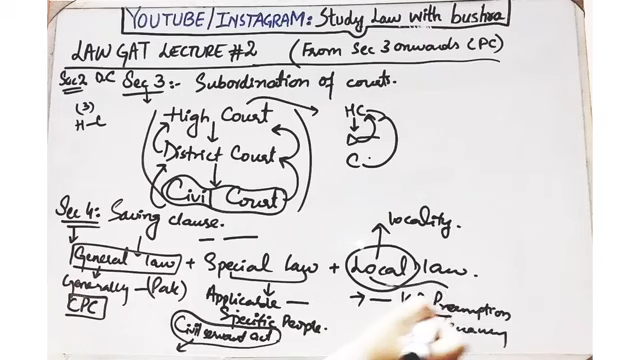 YOUTUBE/INSTAGRAM: Study Law with bushra
LAW GAT LECTURE #2 (From Sec 3 onwards CPC)
Sec 2 DC Sec 3:- Subordination of courts.
(3)
H-C
High Court
District Court
Civil Court
HC
D
C
Sec 4: Saving clause.
locality.
General law + Special law + Local law.
Generally - (Pak)
CPC
Applicable
Specific People.
Civil servant act
Preemption